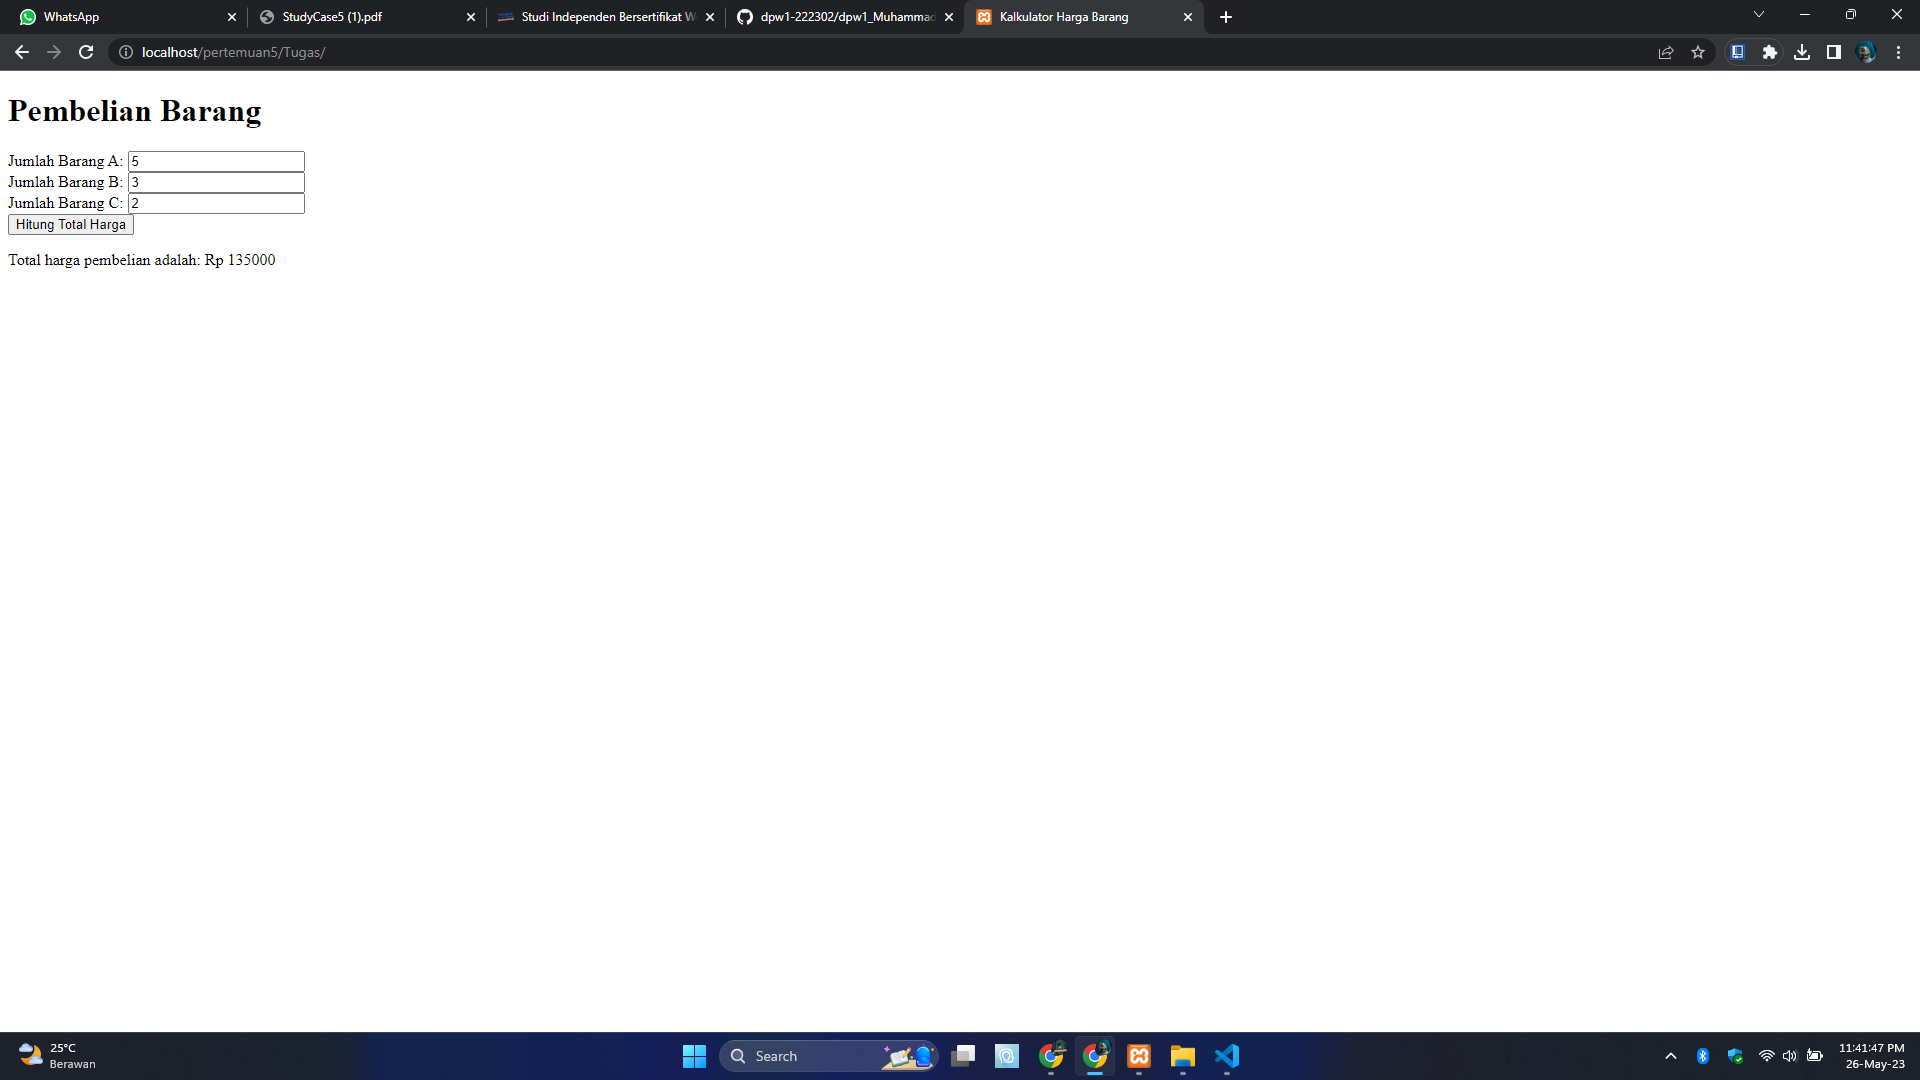 WhatsApp
StudyCase5 (1).pdf
Studi Independen Bersertifikat W
dpw1-222302/dpw1_Muhammad
Kalkulator Harga Barang
localhost/pertemuan5/Tugas/
Pembelian Barang
Jumlah Barang A: 5
Jumlah Barang B: 3
Jumlah Barang C: 2
Hitung Total Harga
Total harga pembelian adalah: Rp 135000
25°C
Berawan
Search
11:41:47 PM
26-May-23